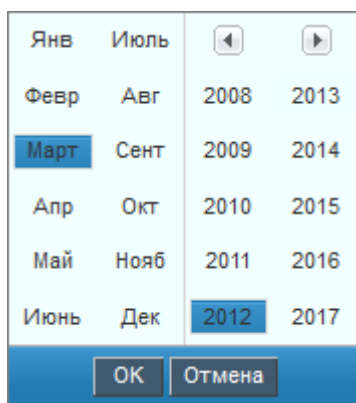 Янв Июль
Февр Авг 2008 2013
Март Сент 2009 2014
Апр Окт 2010 2015
Май Нояб 2011 2016
Июнь Дек 2012 2017
OK Отмена